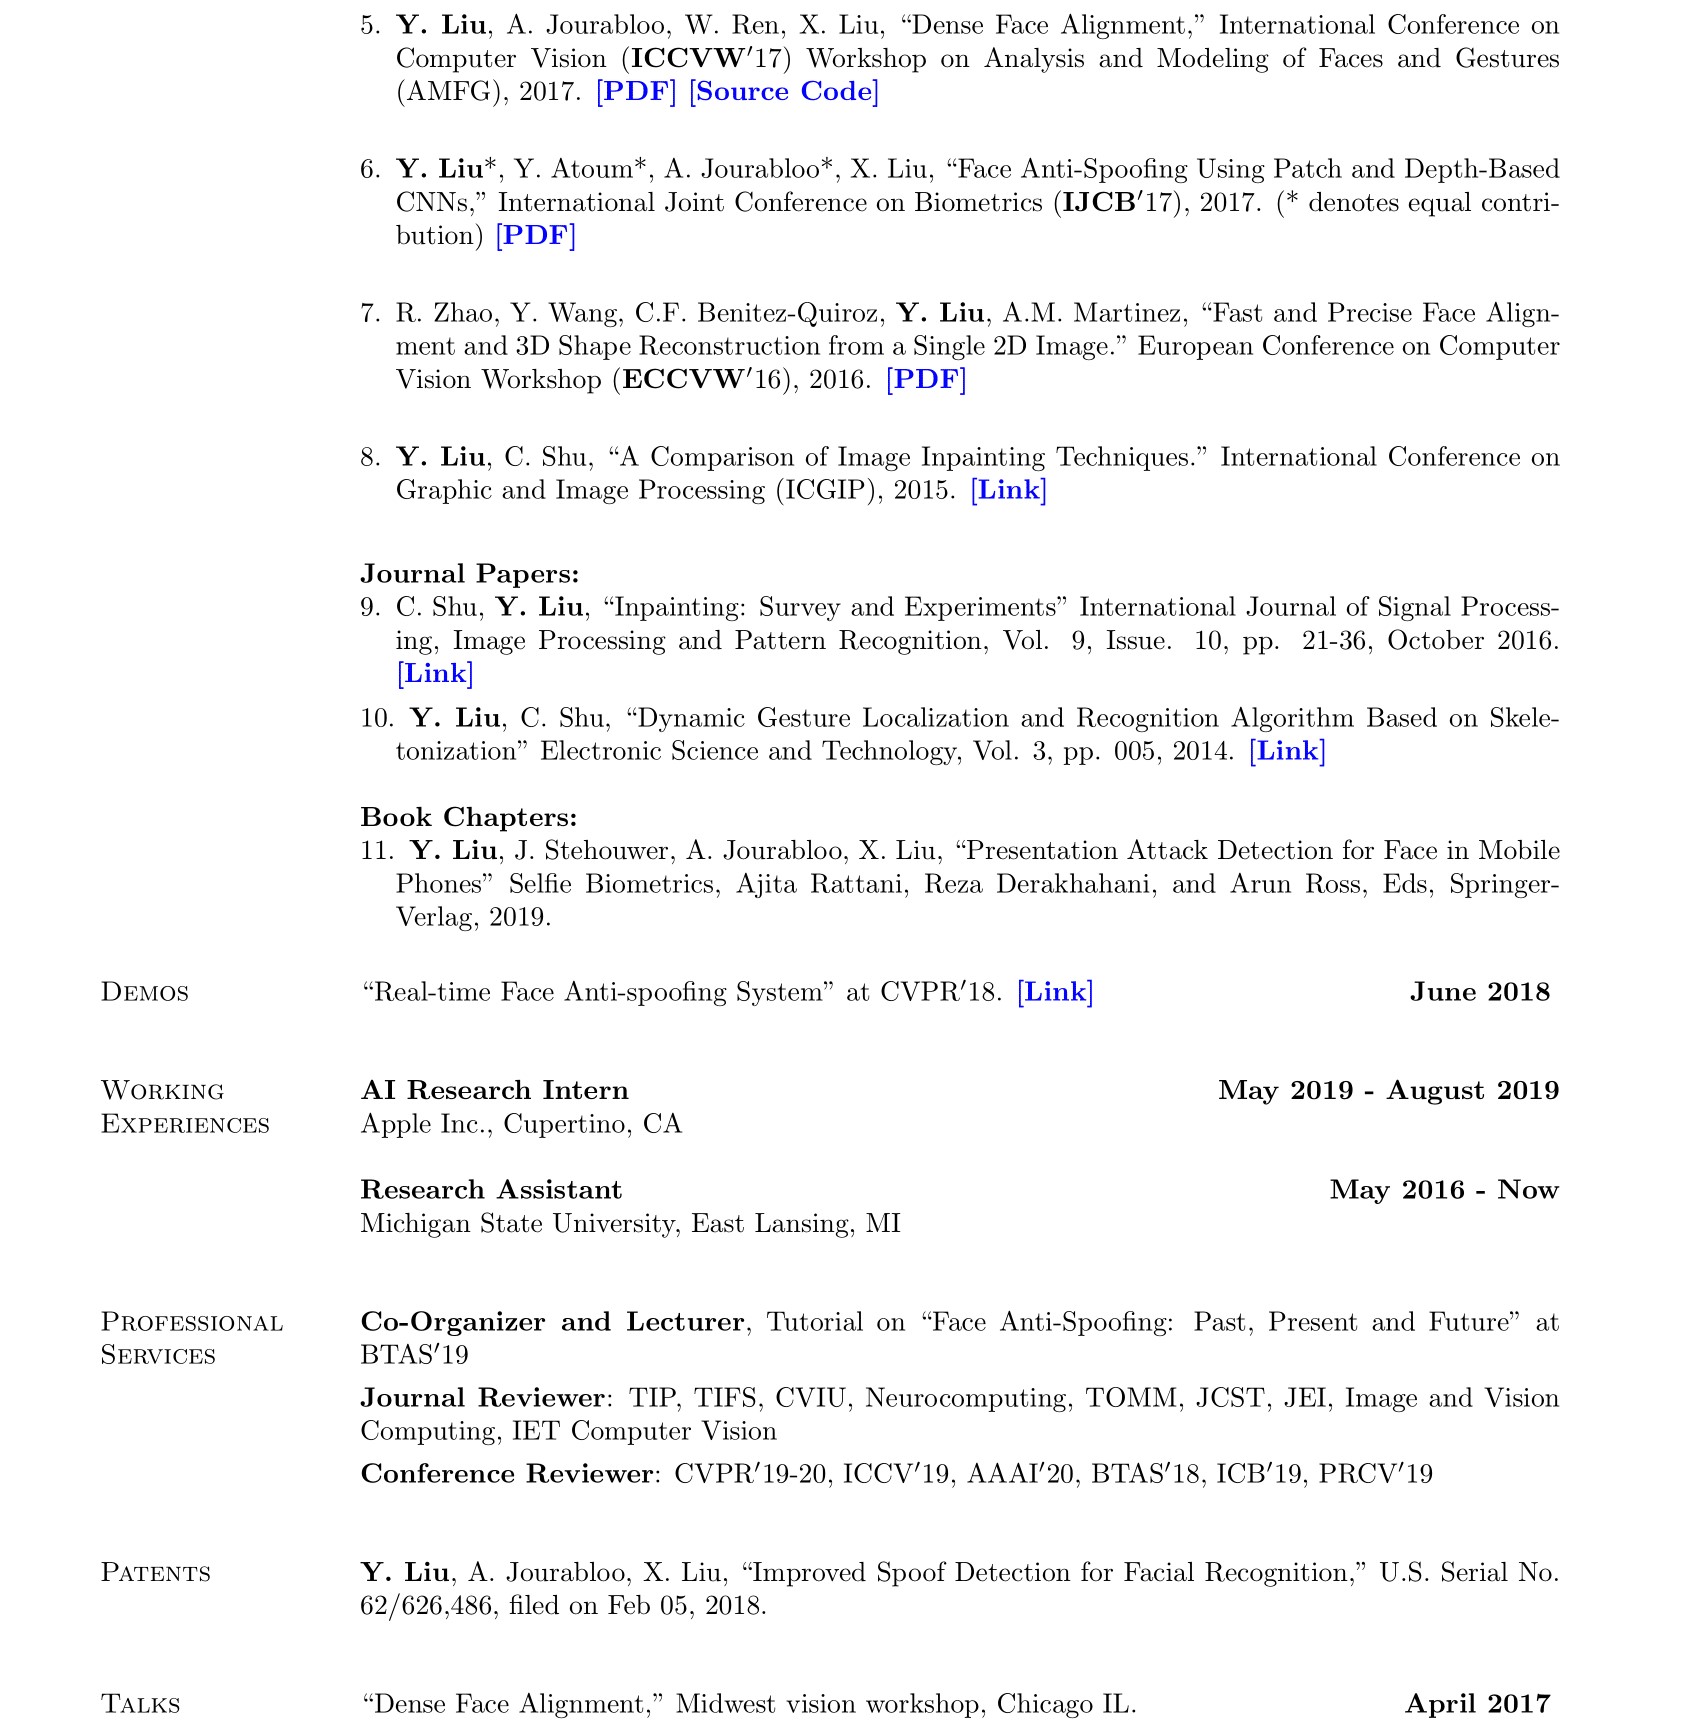 5. Y. Liu, A. Jourabloo, W. Ren, X. Liu, “Dense Face Alignment,” International Conference on
Computer Vision (ICCVW′17) Workshop on Analysis and Modeling of Faces and Gestures
(AMFG), 2017. [PDF] [Source Code]
6. Y. Liu*, Y. Atoum*, A. Jourabloo*, X. Liu, “Face Anti-Spoofing Using Patch and Depth-Based
CNNs,” International Joint Conference on Biometrics (IJCB′17), 2017. (* denotes equal contri-
bution) [PDF]
7. R. Zhao, Y. Wang, C.F. Benitez-Quiroz, Y. Liu, A.M. Martinez, “Fast and Precise Face Align-
ment and 3D Shape Reconstruction from a Single 2D Image.” European Conference on Computer
Vision Workshop (ECCVW′16), 2016. [PDF]
8. Y. Liu, C. Shu, “A Comparison of Image Inpainting Techniques.” International Conference on
Graphic and Image Processing (ICGIP), 2015. [Link]
Journal Papers:
9. C. Shu, Y. Liu, “Inpainting: Survey and Experiments” International Journal of Signal Process-
ing, Image Processing and Pattern Recognition, Vol. 9, Issue. 10, pp. 21-36, October 2016.
[Link]
10. Y. Liu, C. Shu, “Dynamic Gesture Localization and Recognition Algorithm Based on Skele-
tonization” Electronic Science and Technology, Vol. 3, pp. 005, 2014. [Link]
Book Chapters:
11. Y. Liu, J. Stehouwer, A. Jourabloo, X. Liu, “Presentation Attack Detection for Face in Mobile
Phones” Selfie Biometrics, Ajita Rattani, Reza Derakhahani, and Arun Ross, Eds, Springer-
Verlag, 2019.
Demos “Real-time Face Anti-spoofing System” at CVPR′18. [Link] June 2018
Working AI Research Intern May 2019 - August 2019
Experiences Apple Inc., Cupertino, CA
Research Assistant May 2016 - Now
Michigan State University, East Lansing, MI
Professional Co-Organizer and Lecturer, Tutorial on “Face Anti-Spoofing: Past, Present and Future” at
Services BTAS′19
Journal Reviewer: TIP, TIFS, CVIU, Neurocomputing, TOMM, JCST, JEI, Image and Vision
Computing, IET Computer Vision
Conference Reviewer: CVPR′19-20, ICCV′19, AAAI′20, BTAS′18, ICB′19, PRCV′19
Patents Y. Liu, A. Jourabloo, X. Liu, “Improved Spoof Detection for Facial Recognition,” U.S. Serial No.
62/626,486, filed on Feb 05, 2018.
Talks “Dense Face Alignment,” Midwest vision workshop, Chicago IL. April 2017